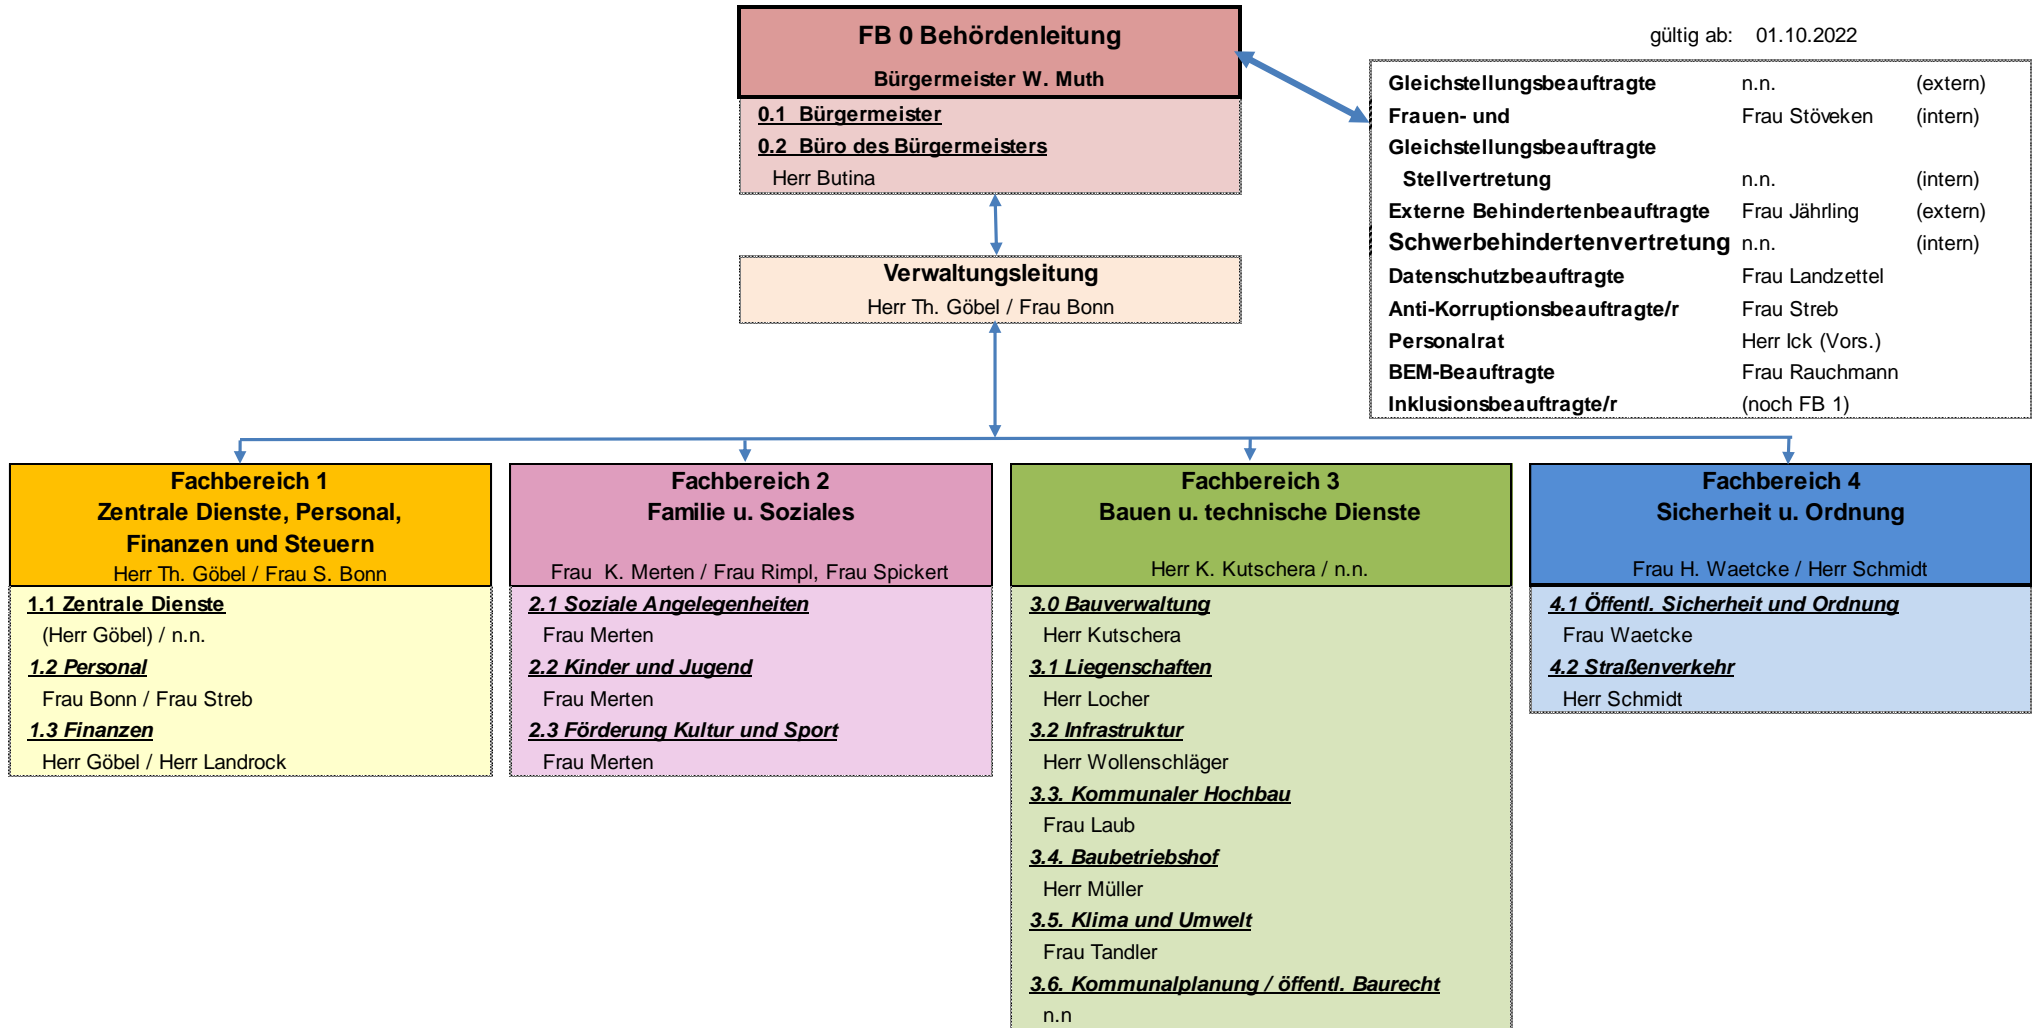 FB 0 Behördenleitung
Bürgermeister W. Muth
0.1 Bürgermeister
0.2 Büro des Bürgermeisters
Herr Butina
gültig ab: 01.10.2022
Gleichstellungsbeauftragte n.n. (extern)
Frauen- und Frau Stöveken (intern)
Gleichstellungsbeauftragte
Stellvertretung n.n. (intern)
Externe Behindertenbeauftragte Frau Jährling (extern)
Schwerbehindertenvertretung n.n. (intern)
Datenschutzbeauftragte Frau Landzettel
Anti-Korruptionsbeauftragte/r Frau Streb
Personalrat Herr Ick (Vors.)
BEM-Beauftragte Frau Rauchmann
Inklusionsbeauftragte/r (noch FB 1)
Verwaltungsleitung
Herr Th. Göbel / Frau Bonn
Fachbereich 1
Zentrale Dienste, Personal,
Finanzen und Steuern
Herr Th. Göbel / Frau S. Bonn
1.1 Zentrale Dienste
(Herr Göbel) / n.n.
1.2 Personal
Frau Bonn / Frau Streb
1.3 Finanzen
Herr Göbel / Herr Landrock
Fachbereich 2
Familie u. Soziales
Frau K. Merten / Frau Rimpl, Frau Spickert
2.1 Soziale Angelegenheiten
Frau Merten
2.2 Kinder und Jugend
Frau Merten
2.3 Förderung Kultur und Sport
Frau Merten
Fachbereich 3
Bauen u. technische Dienste
Herr K. Kutschera / n.n.
3.0 Bauverwaltung
Herr Kutschera
3.1 Liegenschaften
Herr Locher
3.2 Infrastruktur
Herr Wollenschläger
3.3. Kommunaler Hochbau
Frau Laub
3.4. Baubetriebshof
Herr Müller
3.5. Klima und Umwelt
Frau Tandler
3.6. Kommunalplanung / öffentl. Baurecht
n.n
Fachbereich 4
Sicherheit u. Ordnung
Frau H. Waetcke / Herr Schmidt
4.1 Öffentl. Sicherheit und Ordnung
Frau Waetcke
4.2 Straßenverkehr
Herr Schmidt